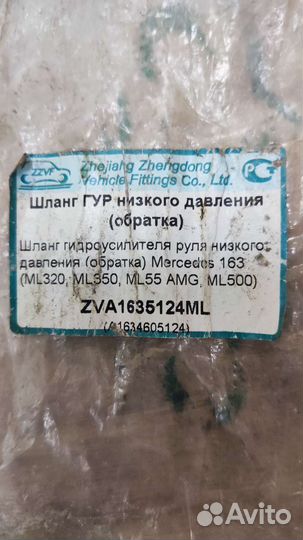 ZZVF
Zhejiang Zhengdong
Vehicle Fittings Co., Ltd.
Шланг ГУР низкого давления
(обратка)
Шланг гидроусилителя руля низкого
давления (обратка) Mercedes 163
(ML320, ML350, ML55 AMG, ML500)
ZVA1635124ML
(A1634605124)
Avito